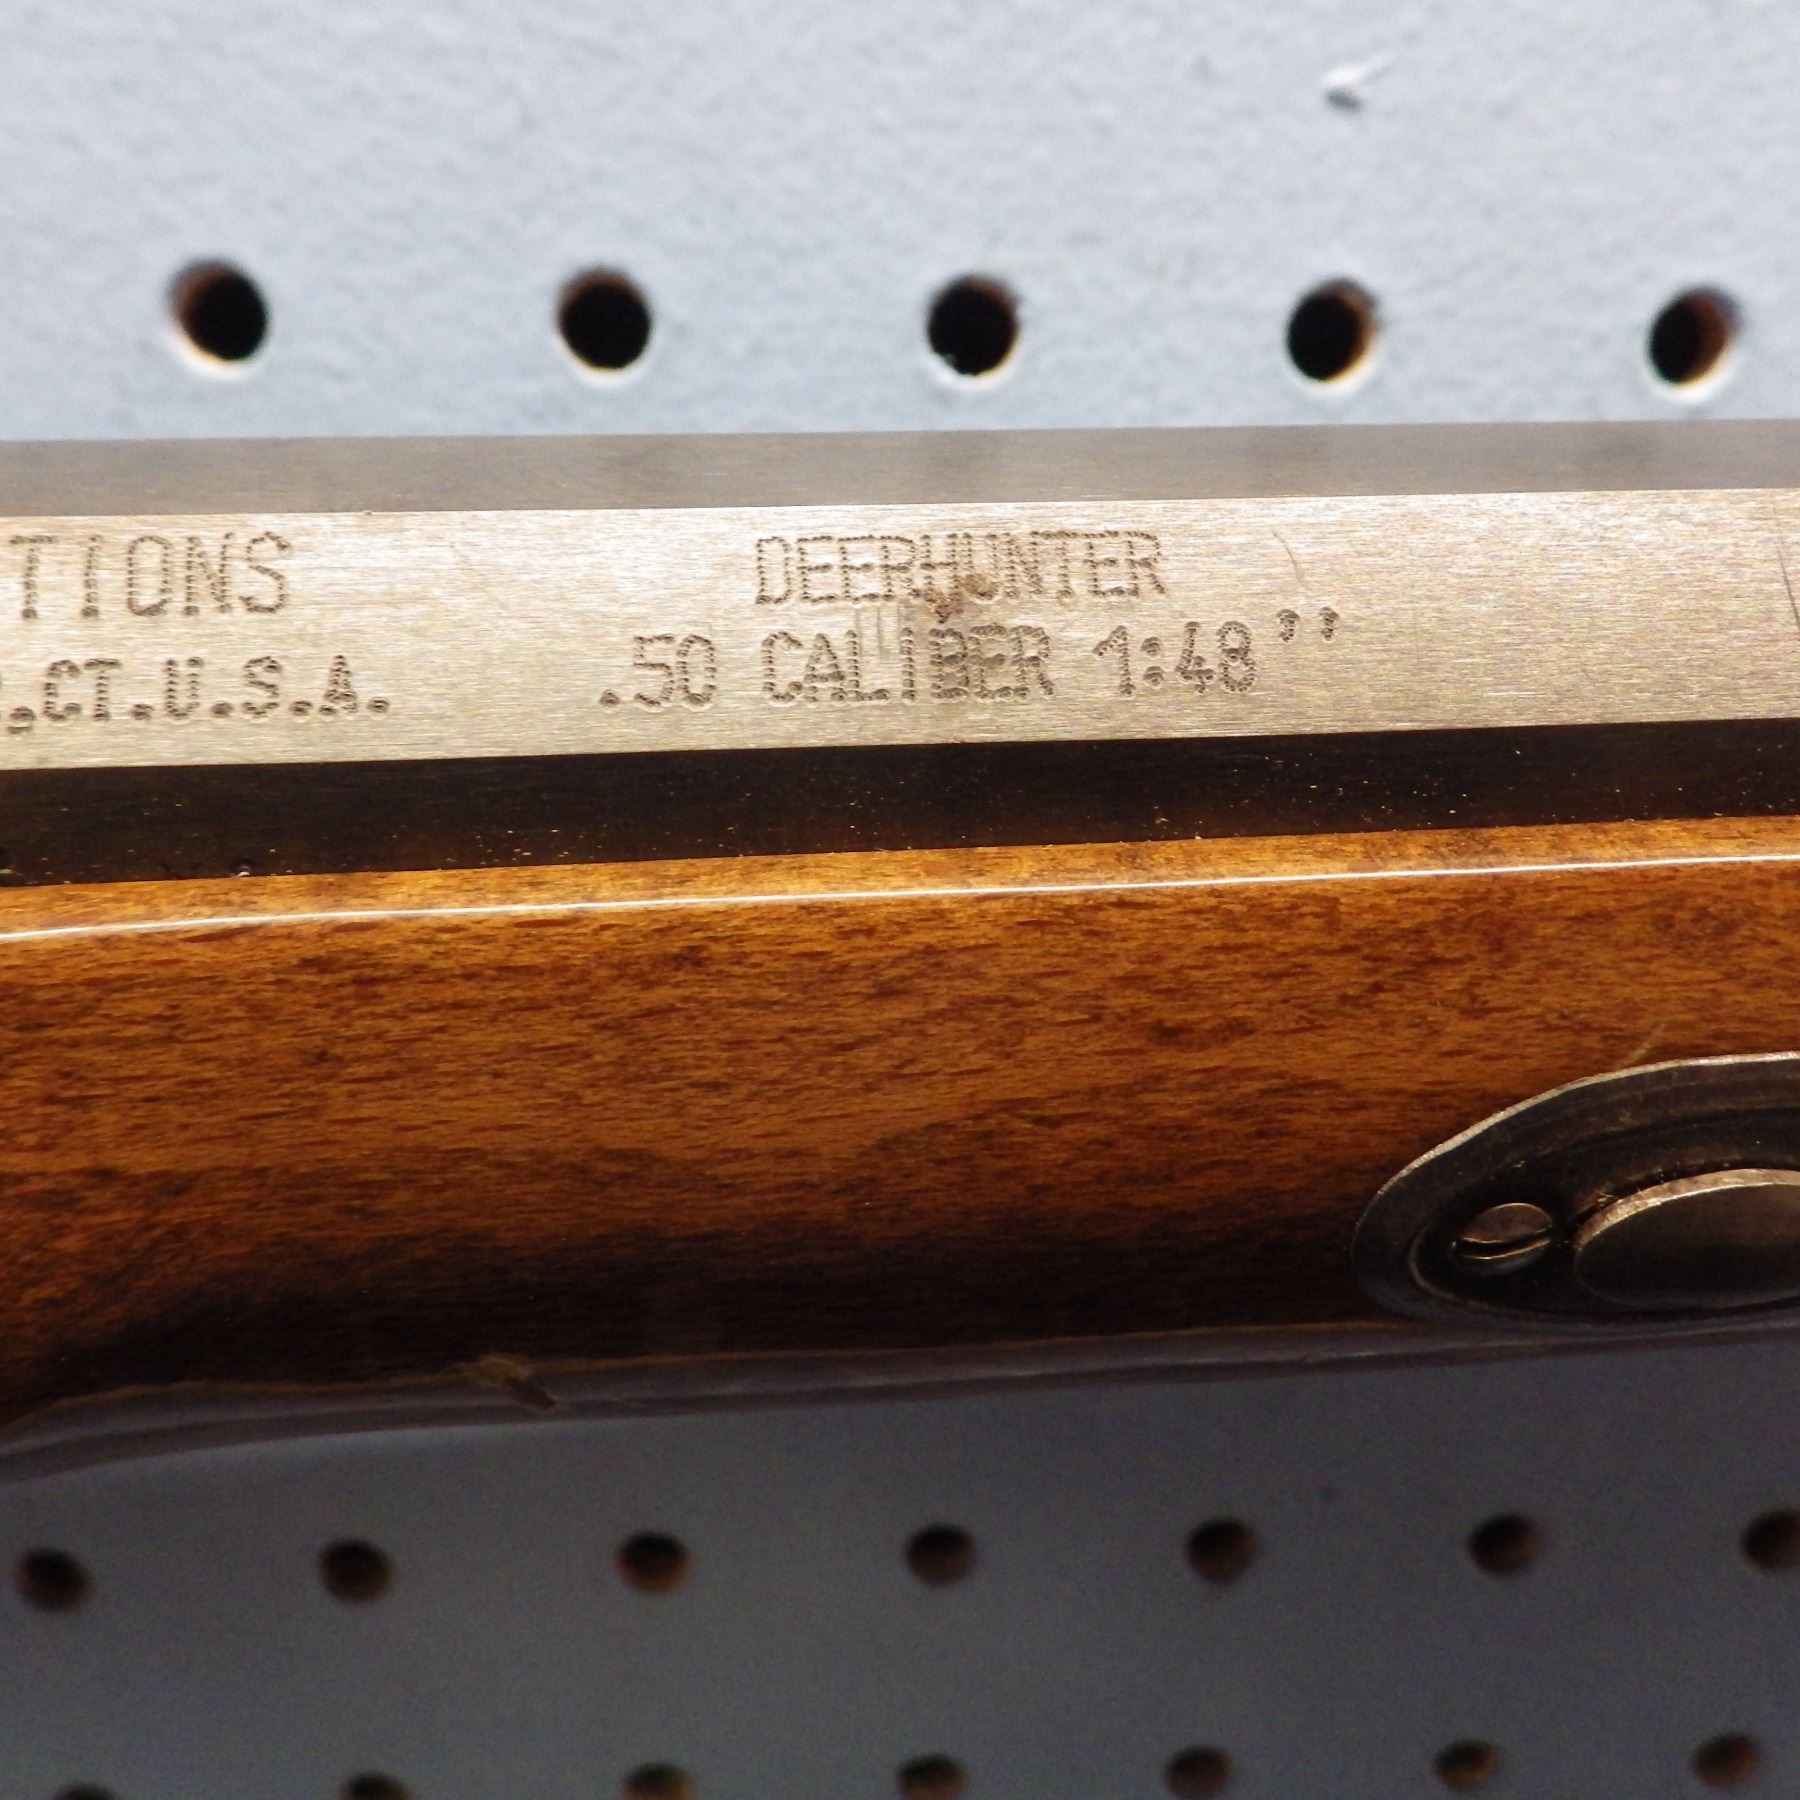 TIONS
.,CT.U.S.A.
DEERHUNTER
.50 CALIBER 1:48''